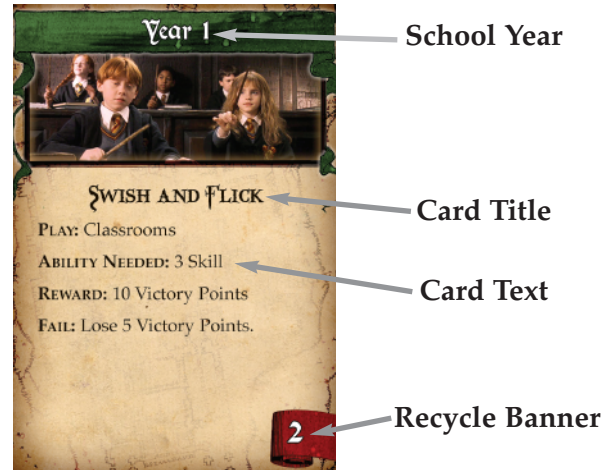 Year 1
School Year
SWISH AND FLICK
Card Title
PLAY: Classrooms
ABILITY NEEDED: 3 Skill
Card Text
REWARD: 10 Victory Points
FAIL: Lose 5 Victory Points.
2
Recycle Banner